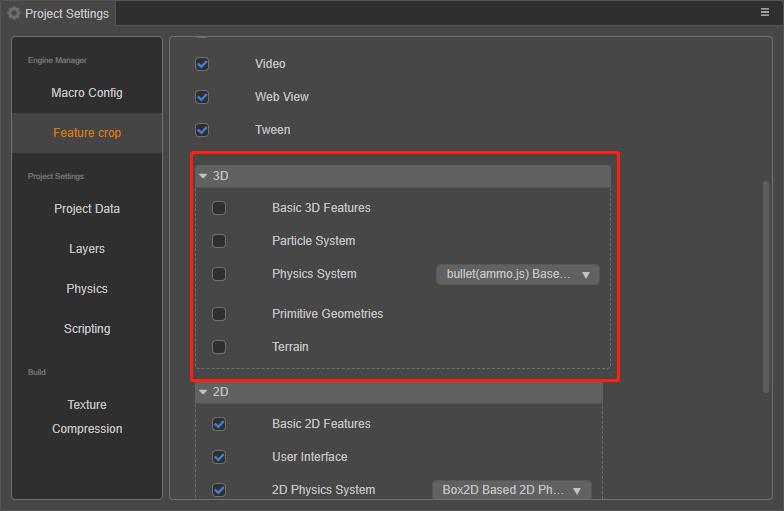 Project Settings
Engine Manager
Macro Config
Feature crop
Project Settings
Project Data
Layers
Physics
Scripting
Build
Texture
Compression
Video
Web View
Tween
3D
Basic 3D Features
Particle System
Physics System bullet(ammo.js) Base...
Primitive Geometries
Terrain
2D
Basic 2D Features
User Interface
2D Physics System Box2D Based 2D Ph...